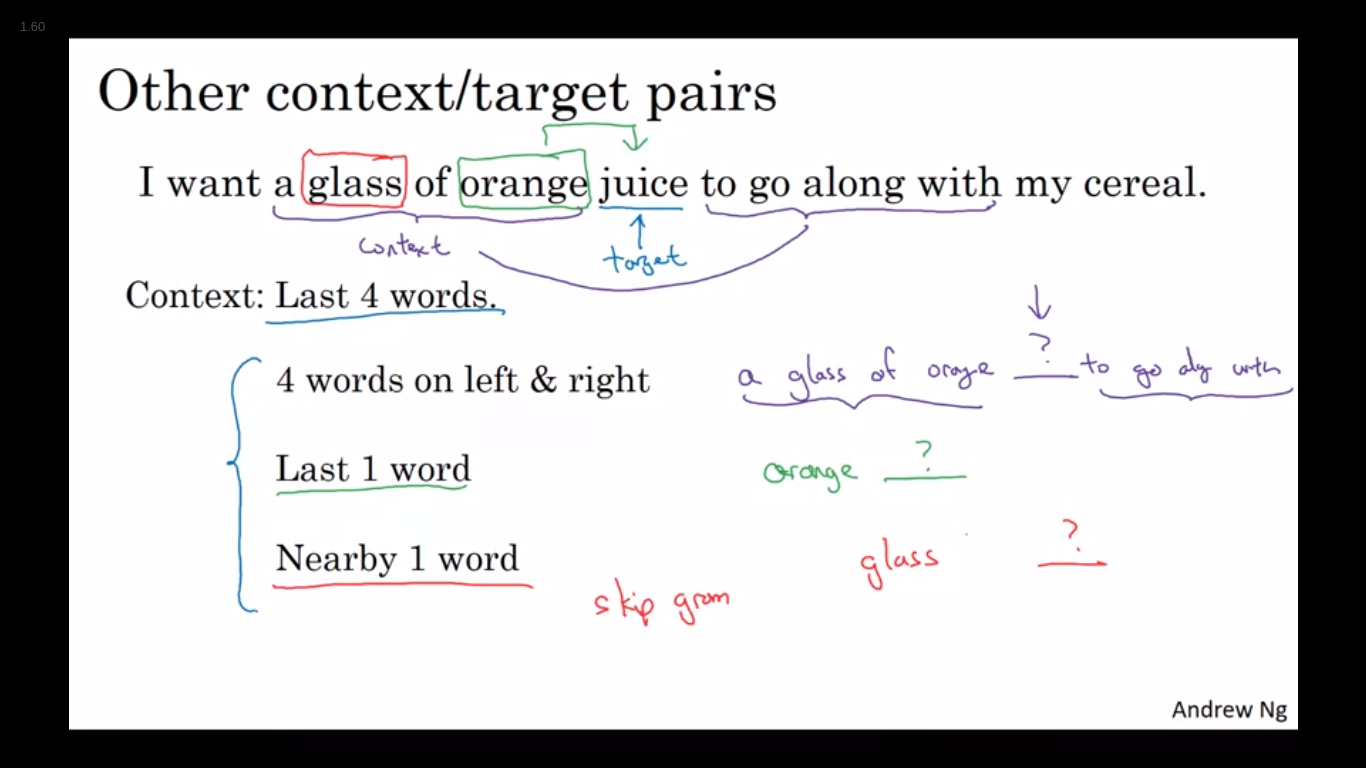 1.60
Other context/target pairs
I want a glass of orange juice to go along with my cereal.
context
target
Context: Last 4 words.
?
4 words on left & right
a glass of orange to go alg with
?
Last 1 word
orange
?
Nearby 1 word
glass
skip gram
Andrew Ng